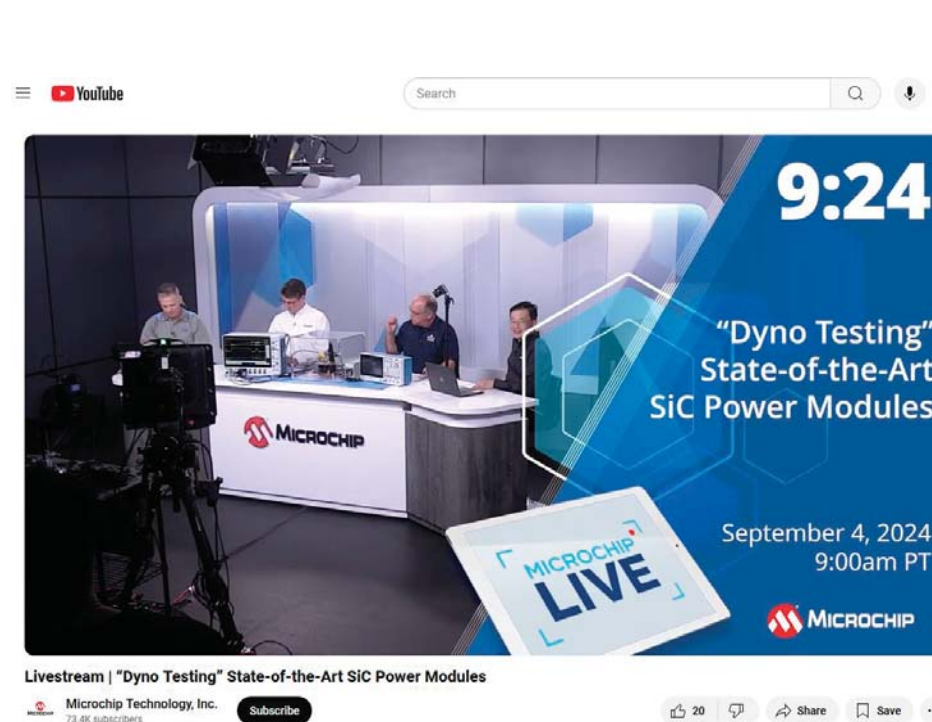 YouTube
Search
9:24
“Dyno Testing”
State-of-the-Art
SiC Power Modules
MICROCHIP
September 4, 2024
9:00am PT
MICROCHIP
LIVE
MICROCHIP
Livestream | “Dyno Testing” State-of-the-Art SiC Power Modules
Microchip Technology, Inc.
73.4K subscribers
Subscribe
20
Share
Save